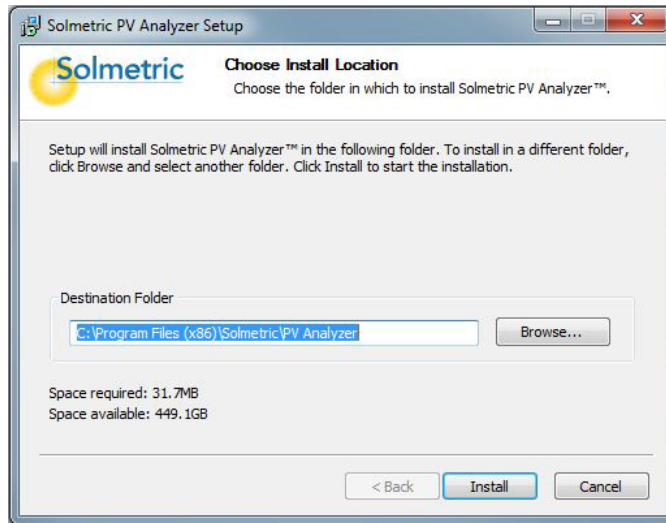 Solmetric PV Analyzer Setup
Solmetric
Choose Install Location
Choose the folder in which to install Solmetric PV Analyzer™.
Setup will install Solmetric PV Analyzer™ in the following folder. To install in a different folder,
click Browse and select another folder. Click Install to start the installation.
Destination Folder
C:\Program Files (x86)\Solmetric\PV Analyzer
Browse...
Space required: 31.7MB
Space available: 449.1GB
< Back
Install
Cancel